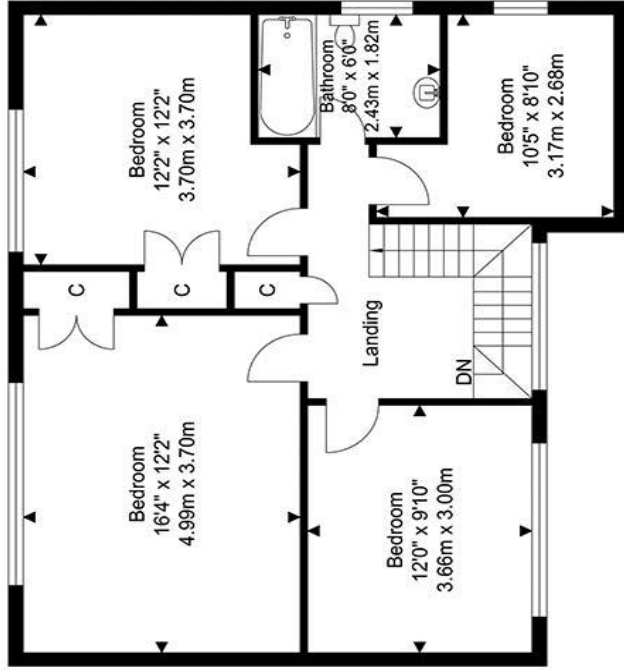 Bedroom
12'2" x 12'2"
3.70m x 3.70m
Bathroom
8'0" x 6'0"
2.43m x 1.82m
Bedroom
10'5" x 8'10"
3.17m x 2.68m
C
C
C
Landing
DN
Bedroom
16'4" x 12'2"
4.99m x 3.70m
Bedroom
12'0" x 9'10"
3.66m x 3.00m